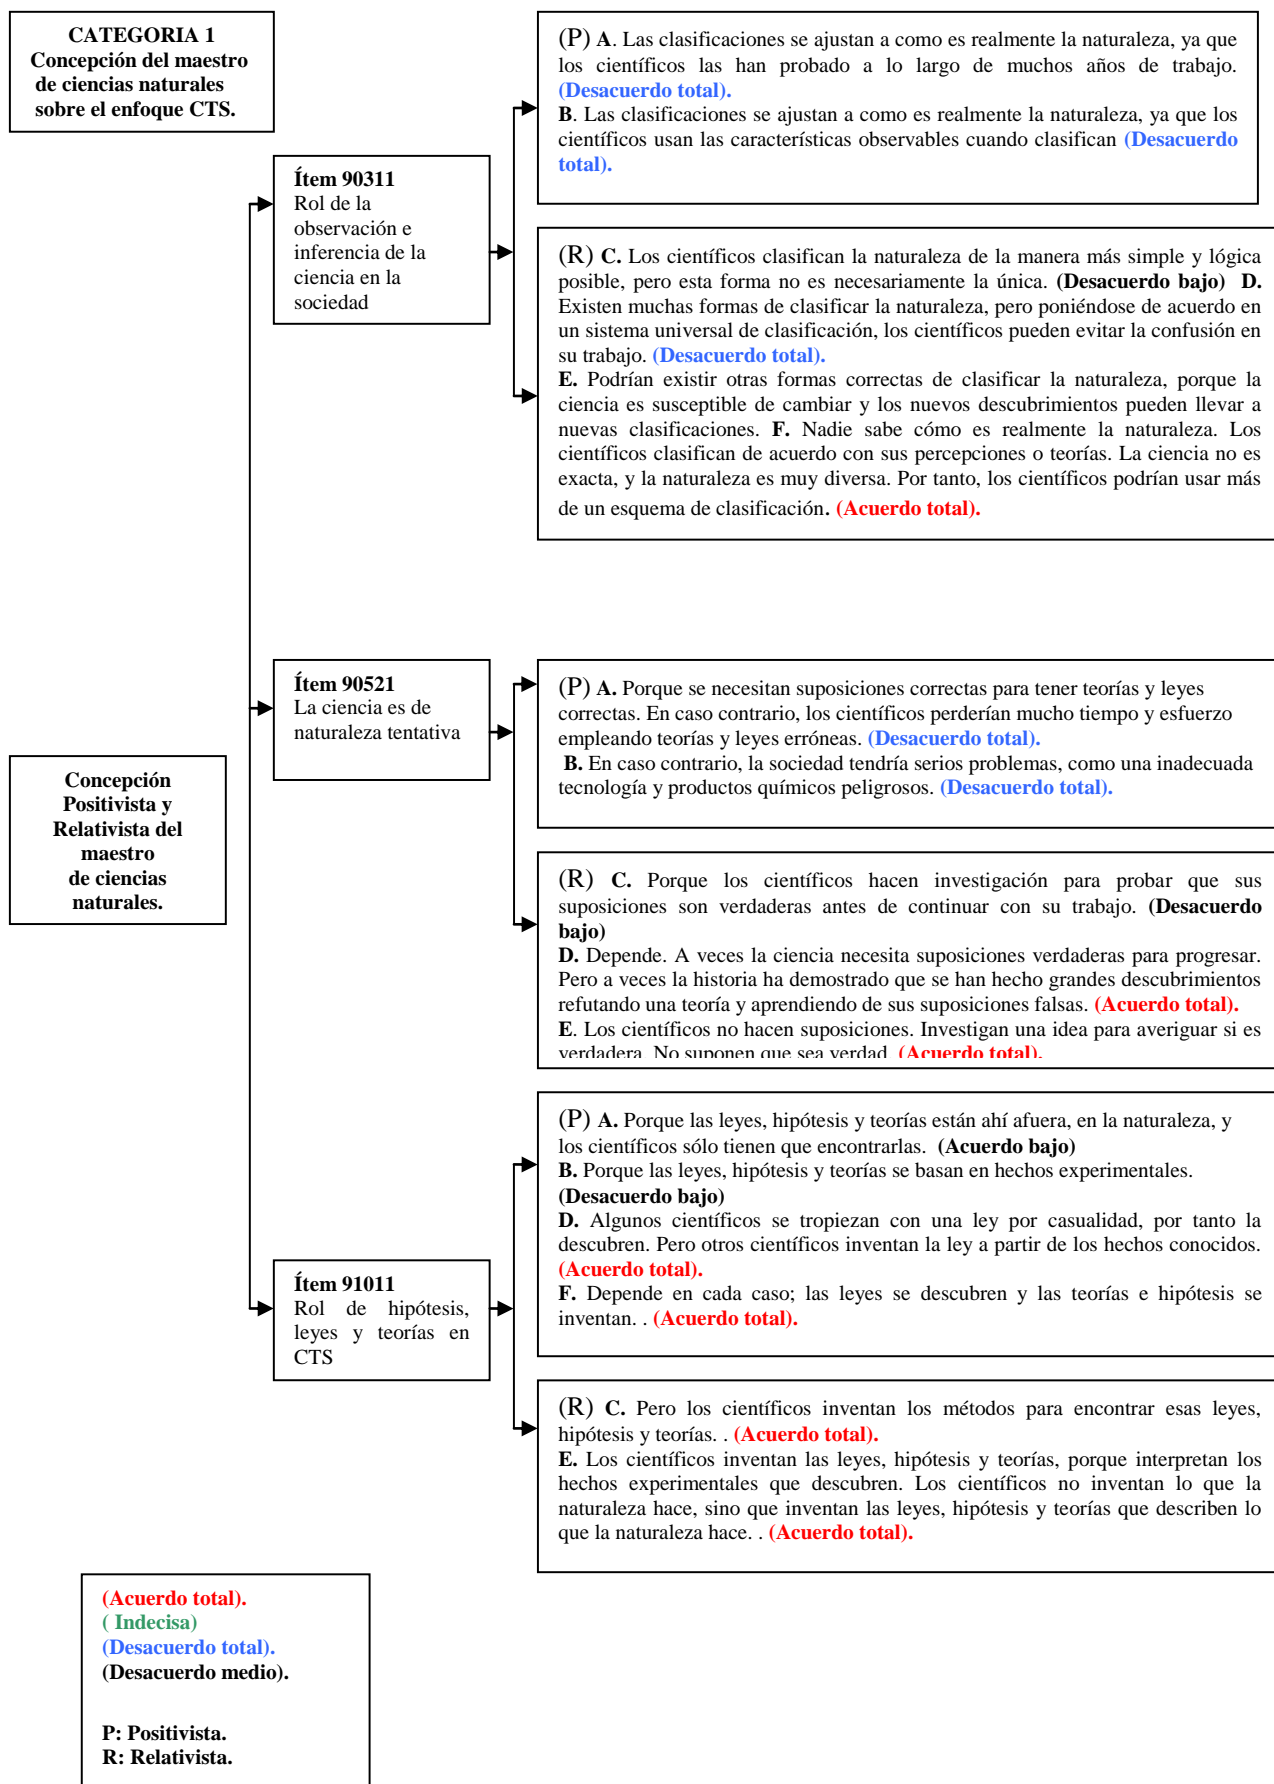 CATEGORIA 1
Concepción del maestro
de ciencias naturales
sobre el enfoque CTS.
(P) A. Las clasificaciones se ajustan a como es realmente la naturaleza, ya que
los científicos las han probado a lo largo de muchos años de trabajo.
(Desacuerdo total).
B. Las clasificaciones se ajustan a como es realmente la naturaleza, ya que los
científicos usan las características observables cuando clasifican (Desacuerdo
total).
Ítem 90311
Rol de la
observación e
inferencia de la
ciencia en la
sociedad
(R) C. Los científicos clasifican la naturaleza de la manera más simple y lógica
posible, pero esta forma no es necesariamente la única. (Desacuerdo bajo) D.
Existen muchas formas de clasificar la naturaleza, pero poniéndose de acuerdo en
un sistema universal de clasificación, los científicos pueden evitar la confusión en
su trabajo. (Desacuerdo total).
E. Podrían existir otras formas correctas de clasificar la naturaleza, porque la
ciencia es susceptible de cambiar y los nuevos descubrimientos pueden llevar a
nuevas clasificaciones. F. Nadie sabe cómo es realmente la naturaleza. Los
científicos clasifican de acuerdo con sus percepciones o teorías. La ciencia no es
exacta, y la naturaleza es muy diversa. Por tanto, los científicos podrían usar más
de un esquema de clasificación. (Acuerdo total).
Ítem 90521
La ciencia es de
naturaleza tentativa
(P) A. Porque se necesitan suposiciones correctas para tener teorías y leyes
correctas. En caso contrario, los científicos perderían mucho tiempo y esfuerzo
empleando teorías y leyes erróneas. (Desacuerdo total).
B. En caso contrario, la sociedad tendría serios problemas, como una inadecuada
tecnología y productos químicos peligrosos. (Desacuerdo total).
Concepción
Positivista y
Relativista del
maestro
de ciencias
naturales.
(R) C. Porque los científicos hacen investigación para probar que sus
suposiciones son verdaderas antes de continuar con su trabajo. (Desacuerdo
bajo)
D. Depende. A veces la ciencia necesita suposiciones verdaderas para progresar.
Pero a veces la historia ha demostrado que se han hecho grandes descubrimientos
refutando una teoría y aprendiendo de sus suposiciones falsas. (Acuerdo total).
E. Los científicos no hacen suposiciones. Investigan una idea para averiguar si es
verdadera. No suponen que sea verdad. (Acuerdo total).
(P) A. Porque las leyes, hipótesis y teorías están ahí afuera, en la naturaleza, y
los científicos sólo tienen que encontrarlas. (Acuerdo bajo)
B. Porque las leyes, hipótesis y teorías se basan en hechos experimentales.
(Desacuerdo bajo)
D. Algunos científicos se tropiezan con una ley por casualidad, por tanto la
descubren. Pero otros científicos inventan la ley a partir de los hechos conocidos.
(Acuerdo total).
F. Depende en cada caso; las leyes se descubren y las teorías e hipótesis se
inventan. . (Acuerdo total).
Ítem 91011
Rol de hipótesis,
leyes y teorías en
CTS
(R) C. Pero los científicos inventan los métodos para encontrar esas leyes,
hipótesis y teorías. . (Acuerdo total).
E. Los científicos inventan las leyes, hipótesis y teorías, porque interpretan los
hechos experimentales que descubren. Los científicos no inventan lo que la
naturaleza hace, sino que inventan las leyes, hipótesis y teorías que describen lo
que la naturaleza hace. . (Acuerdo total).
(Acuerdo total).
( Indecisa)
(Desacuerdo total).
(Desacuerdo medio).
P: Positivista.
R: Relativista.